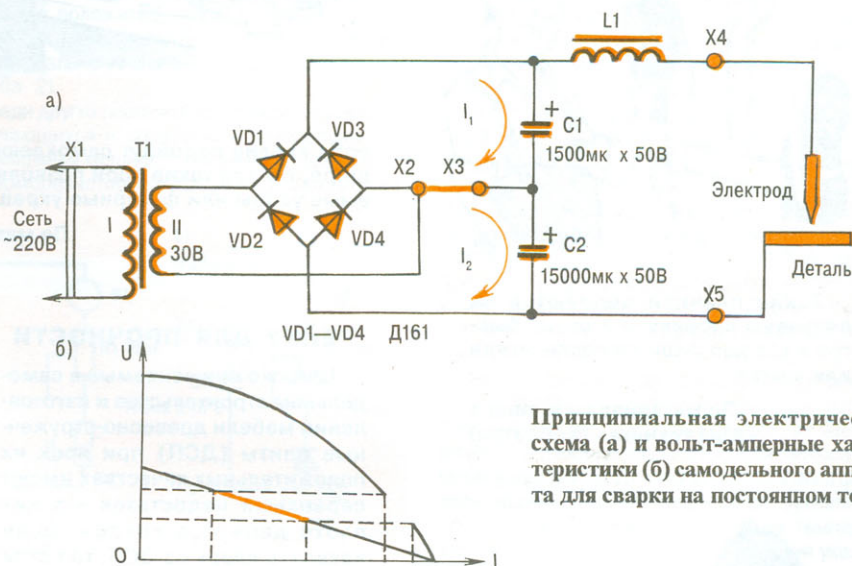 L1
X4
а)
I₁
+
C1
1500мк х 50В
VD1
VD3
X1
T1
X2
X3
Электрод
Сеть
~220В
I
II
30В
VD2
VD4
I₂
+
C2
15000мк х 50В
Деталь
X5
VD1—VD4 Д161
б)
U
O
I
Принципиальная электричес
схема (а) и вольт-амперные ха
теристики (б) самодельного апп
та для сварки на постоянном то